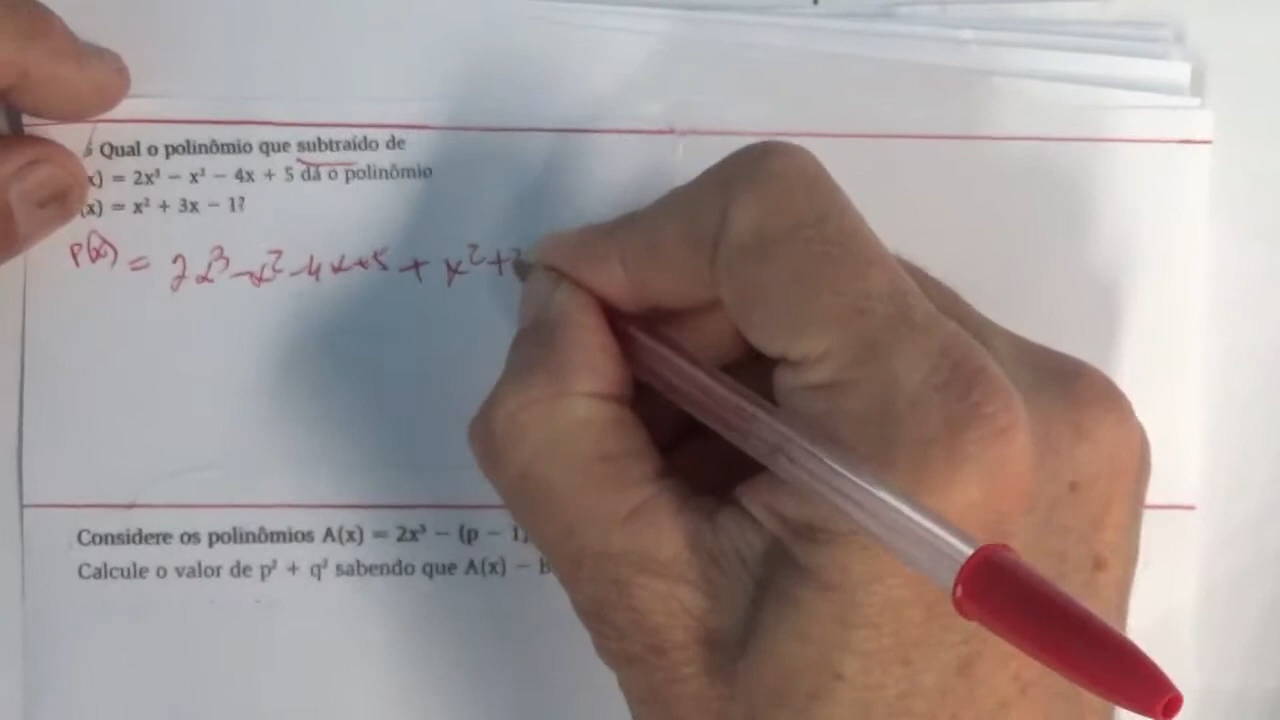 Qual o polinômio que subtraído de
x) = 2x³ − x² − 4x + 5 dá o polinômio
(x) = x² + 3x − 1?
P(x) = 2x³-x²-4x+5 + x²+
Considere os polinômios A(x) = 2x³ − (p − 1)
Calcule o valor de p² + q² sabendo que A(x) −